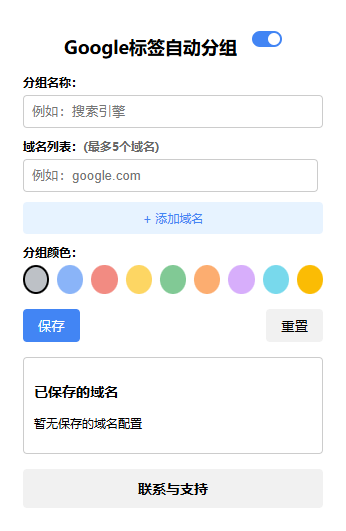 Google标签自动分组
分组名称：
例如：搜索引擎
域名列表：(最多5个域名)
例如：google.com
+ 添加域名
分组颜色：
保存
重置
已保存的域名
暂无保存的域名配置
联系与支持